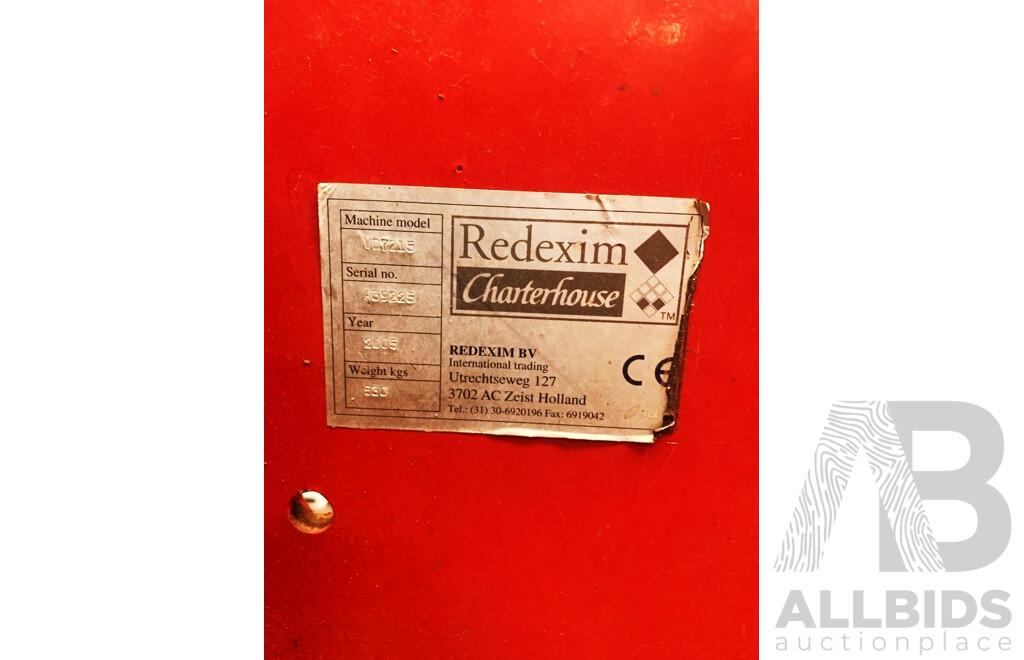 Machine model
Serial no.
Year
2005
Weight kgs
Redexim
Charterhouse
TM
REDEXIM BV
International trading
Utrechtseweg 127
3702 AC Zeist Holland
Tel.: (31) 30-6920196 Fax: 6919042
CE
AB
ALLBIDS
auctionplace